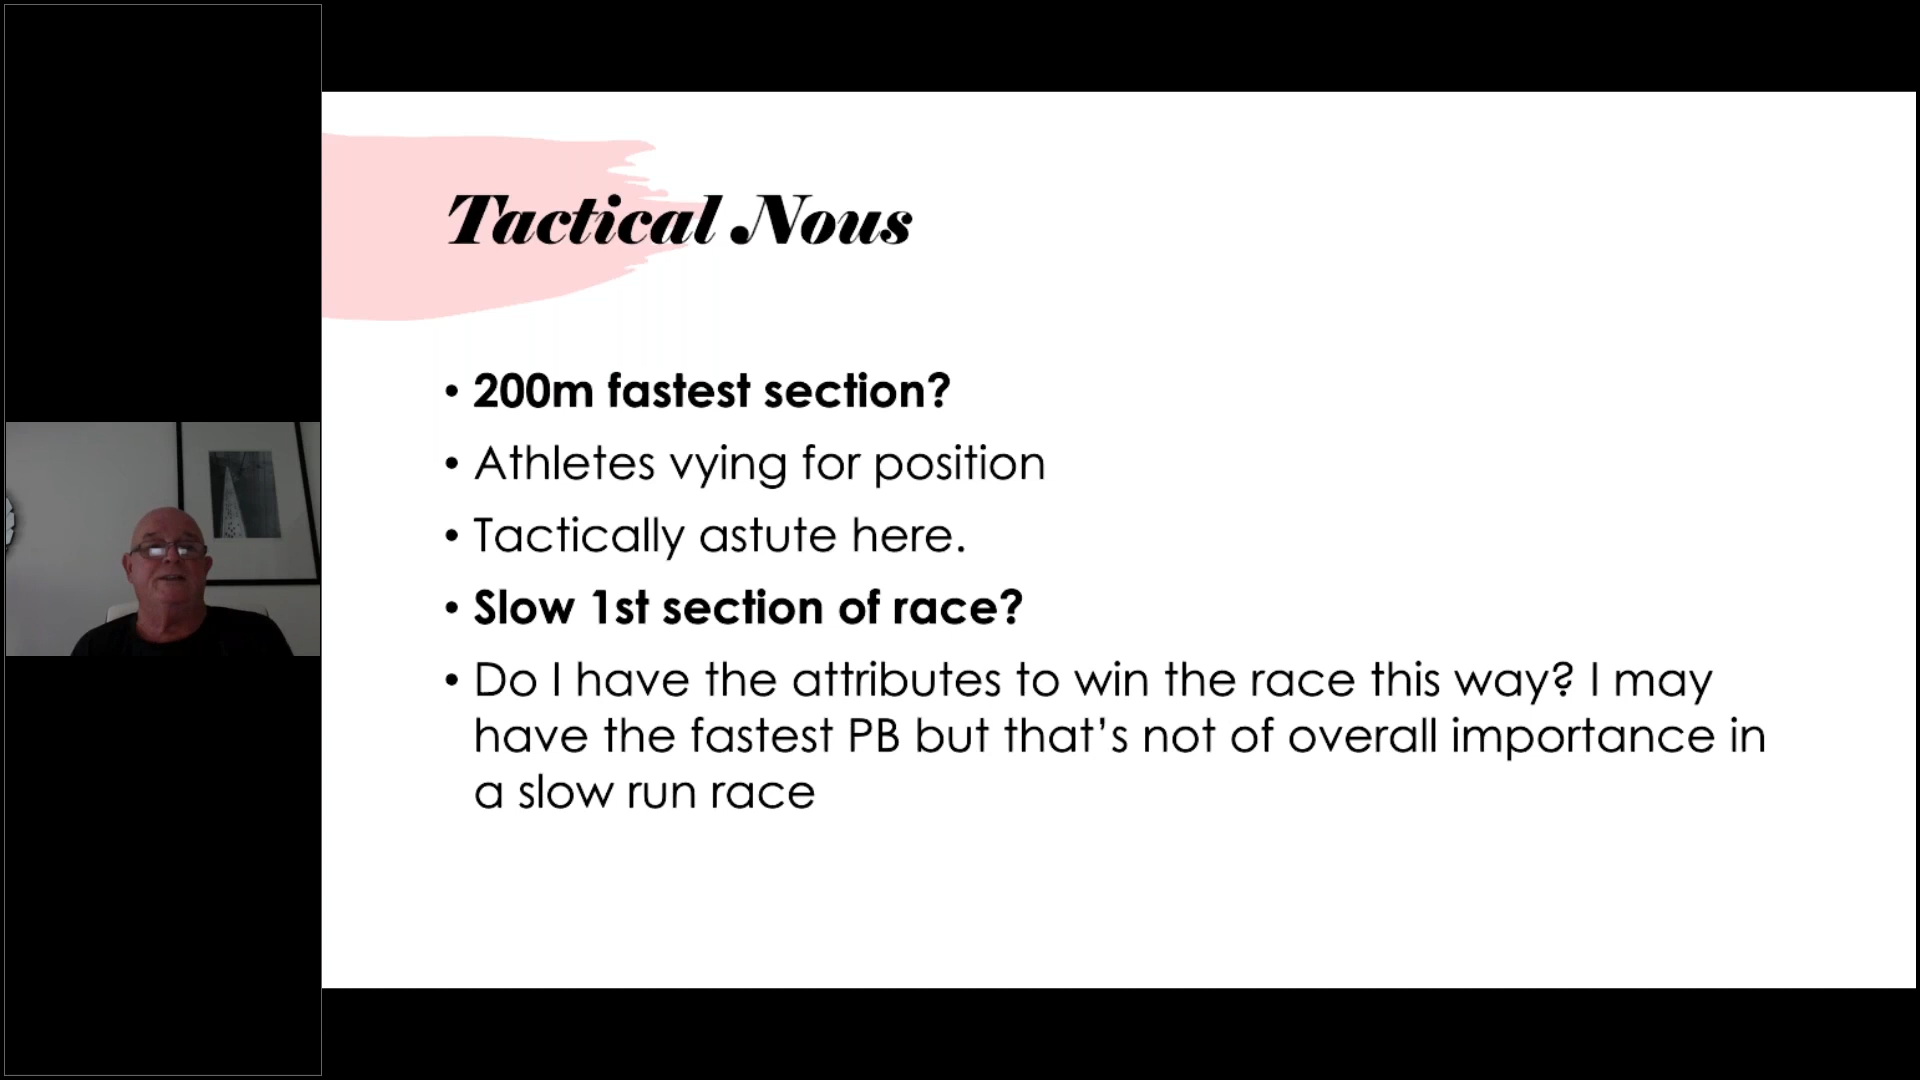 Tactical Nous
• 200m fastest section?
• Athletes vying for position
• Tactically astute here.
• Slow 1st section of race?
• Do I have the attributes to win the race this way? I may
have the fastest PB but that's not of overall importance in
a slow run race